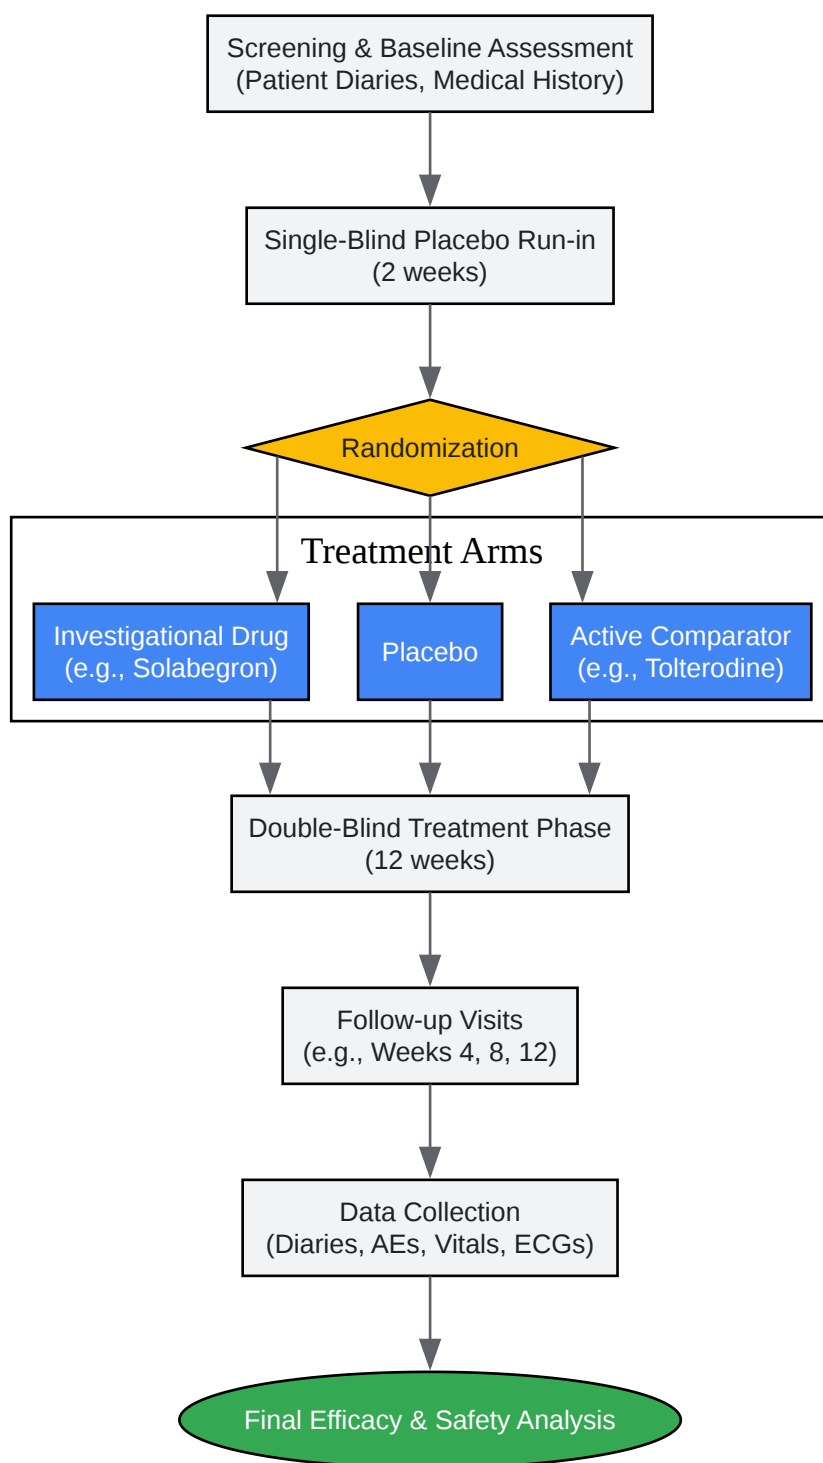 Screening & Baseline Assessment
(Patient Diaries, Medical History)
Single-Blind Placebo Run-in
(2 weeks)
Randomization
Treatment Arms
Investigational Drug
(e.g., Solabegron)
Placebo
Active Comparator
(e.g., Tolterodine)
Double-Blind Treatment Phase
(12 weeks)
Follow-up Visits
(e.g., Weeks 4, 8, 12)
Data Collection
(Diaries, AEs, Vitals, ECGs)
Final Efficacy & Safety Analysis